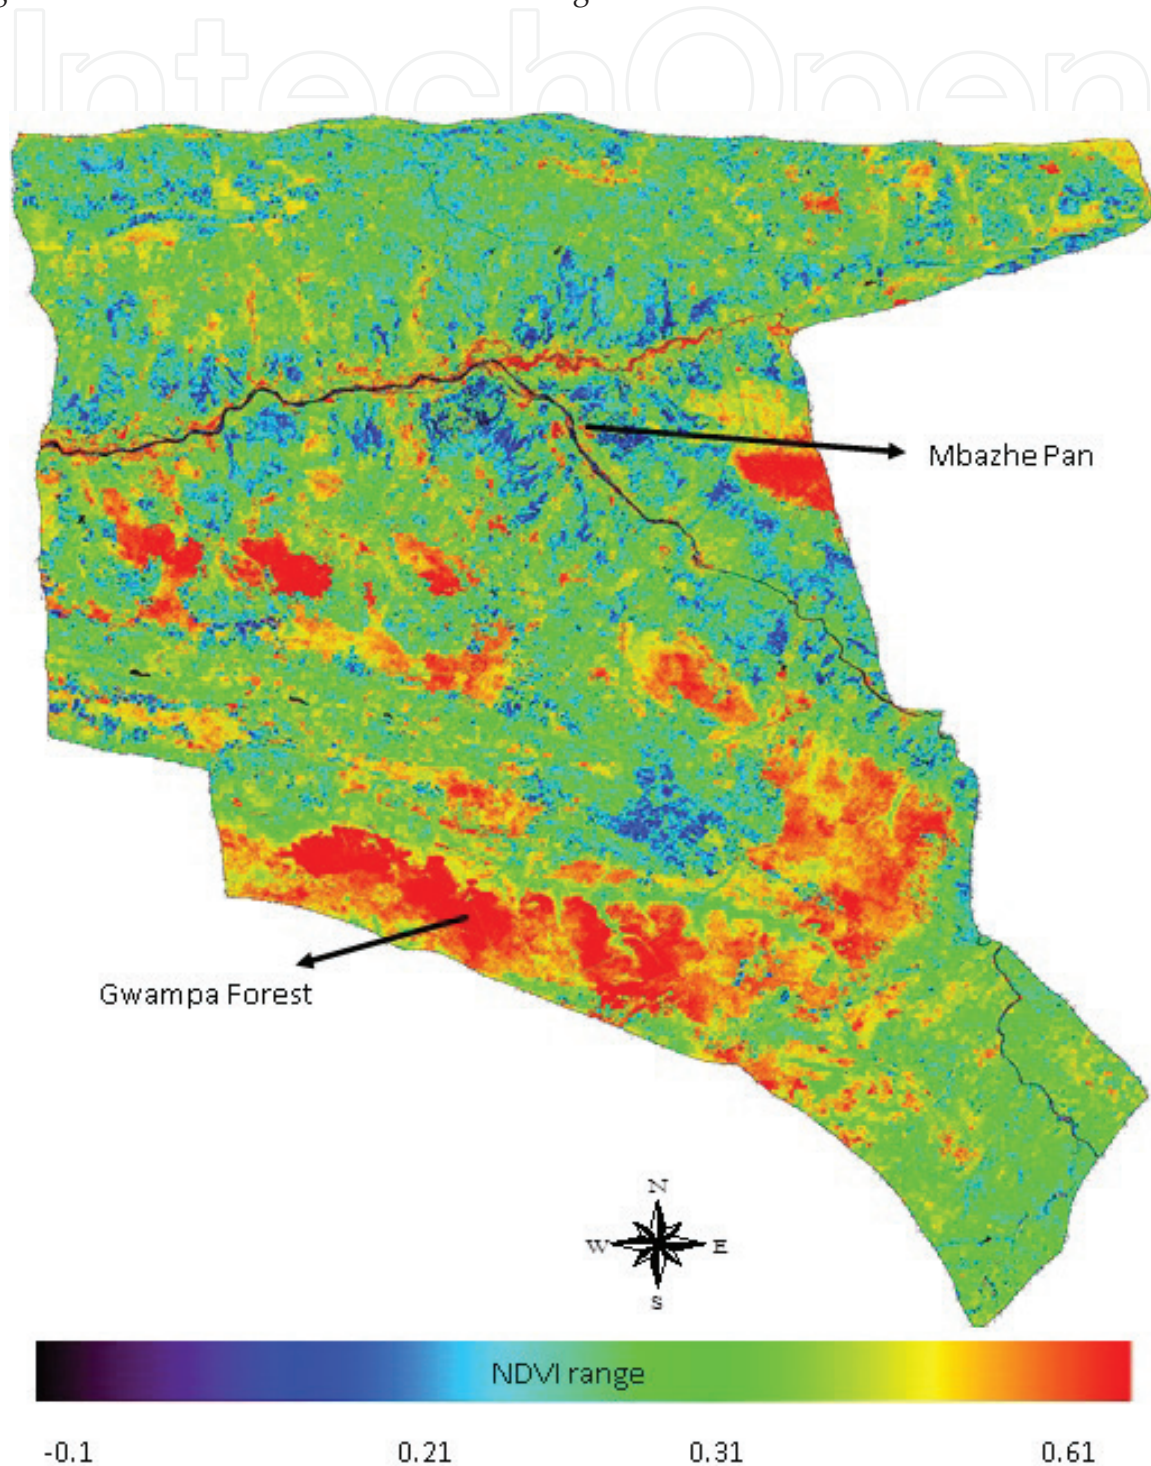 IntechOpen
Mbazhe Pan
Gwampa Forest
N
W E
S
NDVI range
-0.1 0.21 0.31 0.61